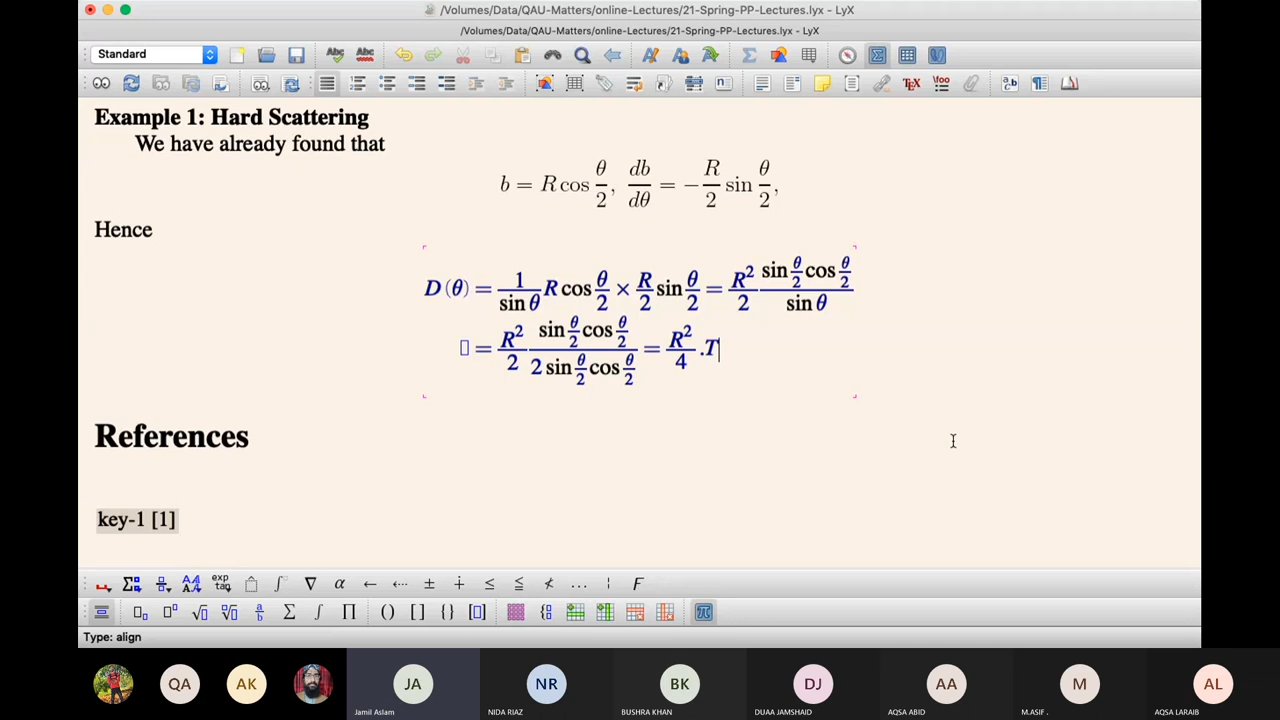 /Volumes/Data/QAU-Matters/online-Lectures/21-Spring-PP-Lectures.lyx - LyX
/Volumes/Data/QAU-Matters/online-Lectures/21-Spring-PP-Lectures.lyx - LyX
Standard
Example 1: Hard Scattering
We have already found that
b = R cos θ/2, db/dθ = −R/2 sin θ/2,
Hence
D(θ) = 1/sin θ R cos θ/2 × R/2 sin θ/2 = R²/2 sin θ/2 cos θ/2 / sin θ
= R²/2 sin θ/2 cos θ/2 / 2 sin θ/2 cos θ/2 = R²/4 .T
References
key-1 [1]
Type: align
QA AK JA NR BK DJ AA M AL
Jamil Aslam NIDA RIAZ BUSHRA KHAN DUAA JAMSHAID AQSA ABID M.ASIF . AQSA LARAIB